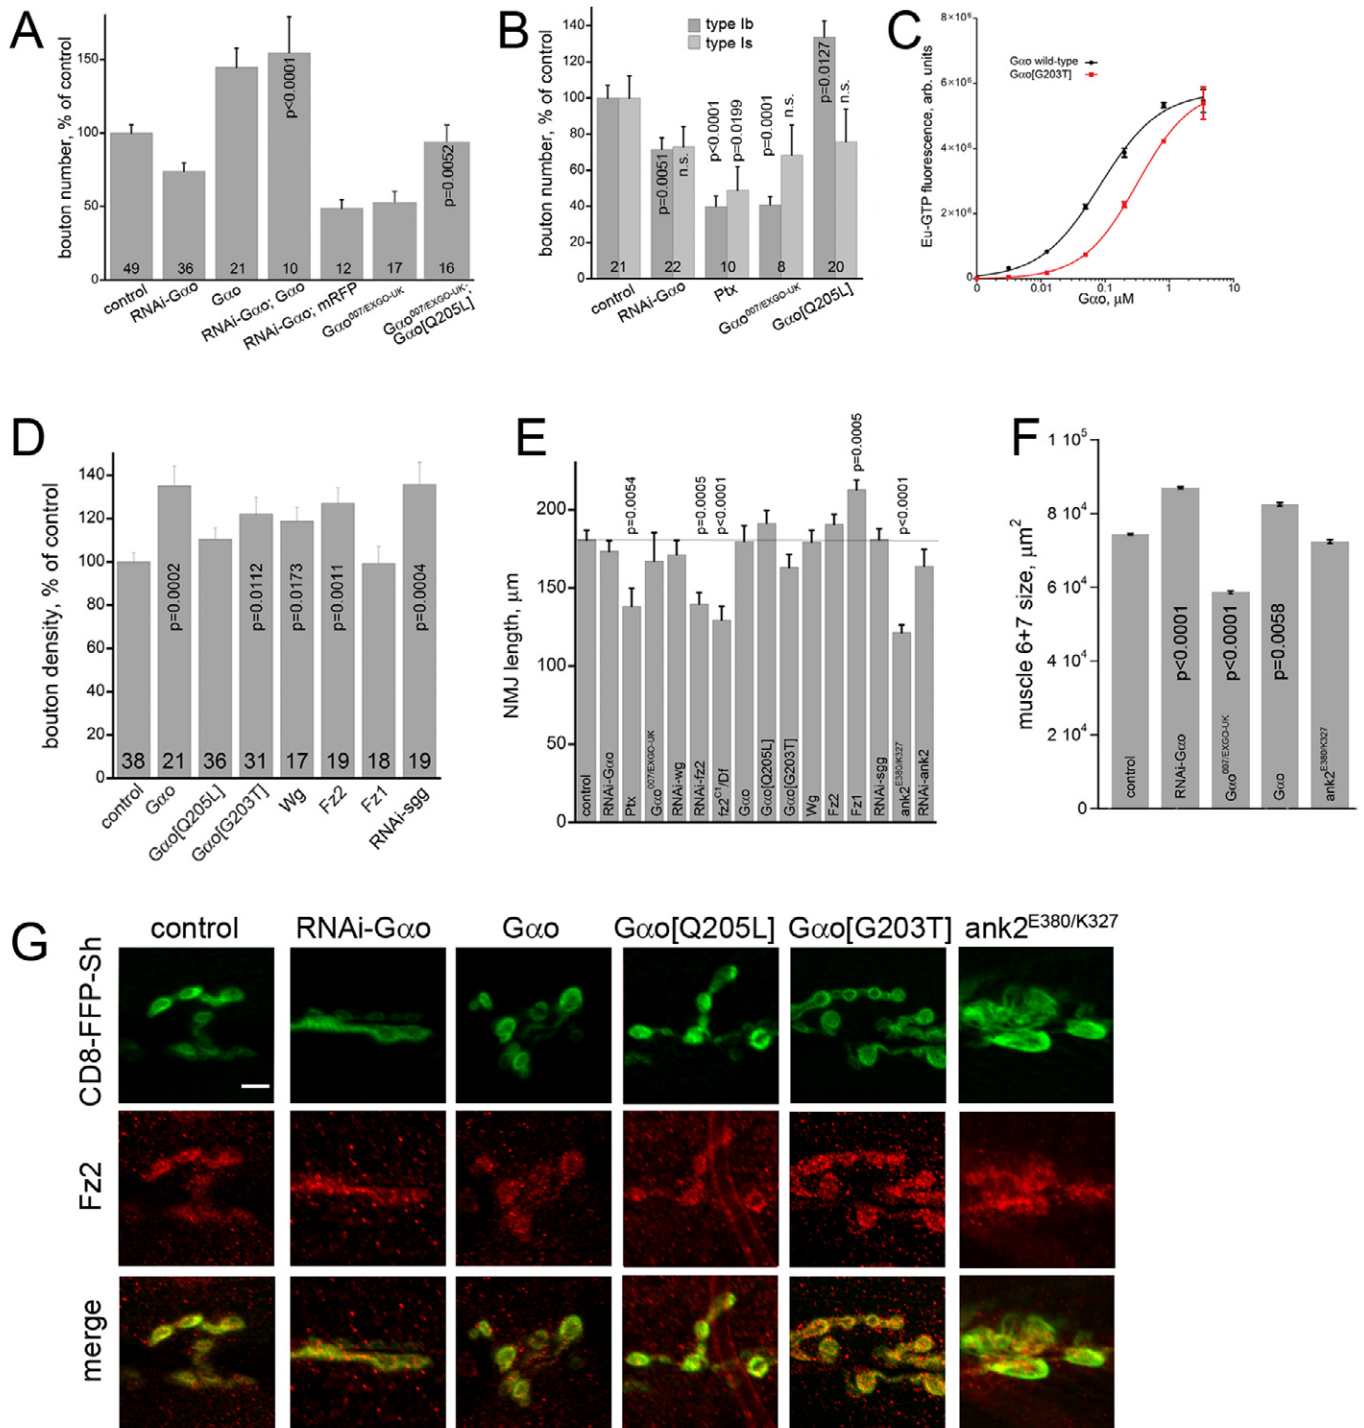 A
bouton number, % of control
150
100
50
0
p<0.0001
p=0.0052
49 36 21 10 12 17 16
control
RNAi-Gαo
Gαo
RNAi-Gαo; Gαo
RNAi-Gαo; mRFP
Gαo007/EXGO-UK
Gαo007/EXGO-UK;
Gαo[Q205L]
B
bouton number, % of control
140
120
100
80
60
40
20
0
type Ib
type Is
p=0.0051
n.s.
p<0.0001
p=0.0199
p=0.0001
n.s.
p=0.0127
n.s.
21 22 10 8 20
control
RNAi-Gαo
Ptx
Gαo007/EXGO-UK
Gαo[Q205L]
C
Eu-GTP fluorescence, arb. units
8×10⁶
6×10⁶
4×10⁶
2×10⁶
0
Gαo wild-type
Gαo[G203T]
0 0.01 0.1 1 10
Gαo, μM
D
bouton density, % of control
140
120
100
80
60
40
20
0
p=0.0002
p=0.0112
p=0.0173
p=0.0011
p=0.0004
38 21 36 31 17 19 18 19
control
Gαo
Gαo[Q205L]
Gαo[G203T]
Wg
Fz2
Fz1
RNAi-sgg
E
NMJ length, μm
200
150
100
50
0
p=0.0054
p=0.0005
p<0.0001
p=0.0005
p<0.0001
control
RNAi-Gαo
Ptx
Gαo007/EXGO-UK
RNAi-wg
RNAi-fz2
fz2C1/Df
Gαo
Gαo[Q205L]
Gαo[G203T]
Wg
Fz2
Fz1
RNAi-sgg
ank2E380/K327
RNAi-ank2
F
muscle 6+7 size, μm²
1 10⁵
8 10⁴
6 10⁴
4 10⁴
2 10⁴
0
p<0.0001
p<0.0001
p=0.0058
control
RNAi-Gαo
Gαo007/EXGO-UK
Gαo
ank2E380/K327
G
control RNAi-Gαo Gαo Gαo[Q205L] Gαo[G203T] ank2E380/K327
CD8-FFP-Sh
Fz2
merge